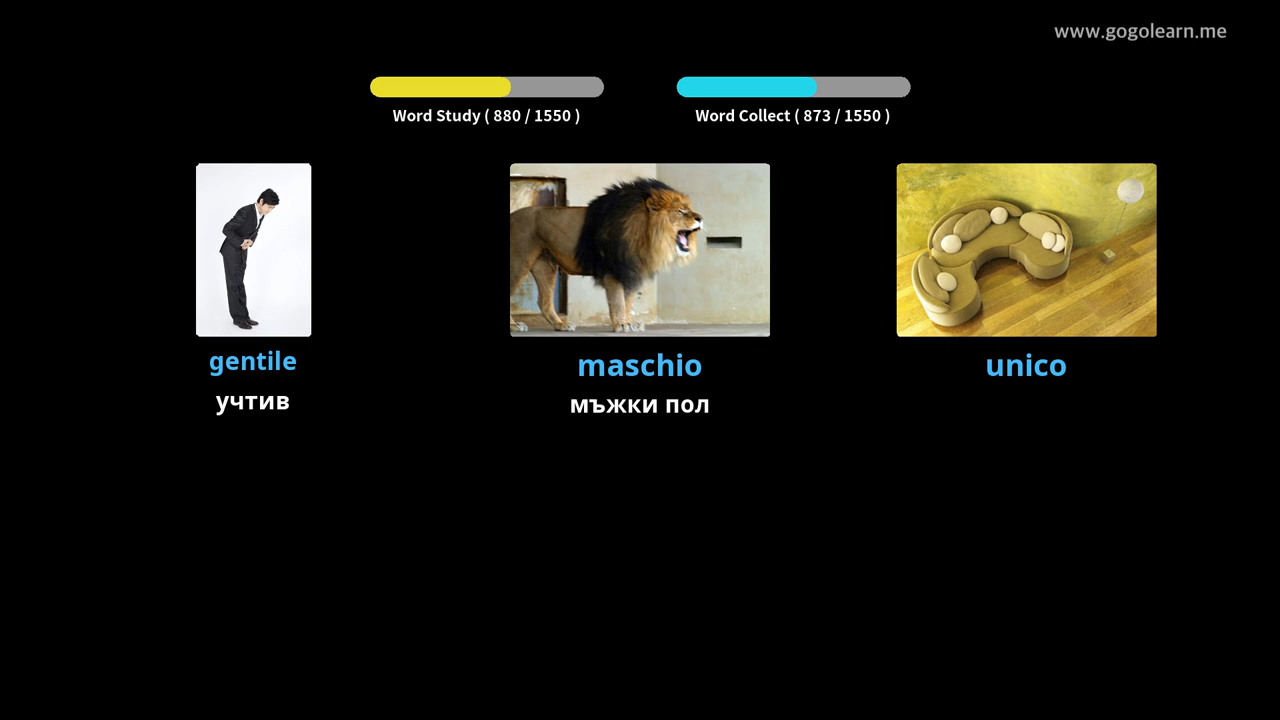 www.gogolearn.me
Word Study ( 880 / 1550 )
Word Collect ( 873 / 1550 )
gentile
учтив
maschio
мъжки пол
unico